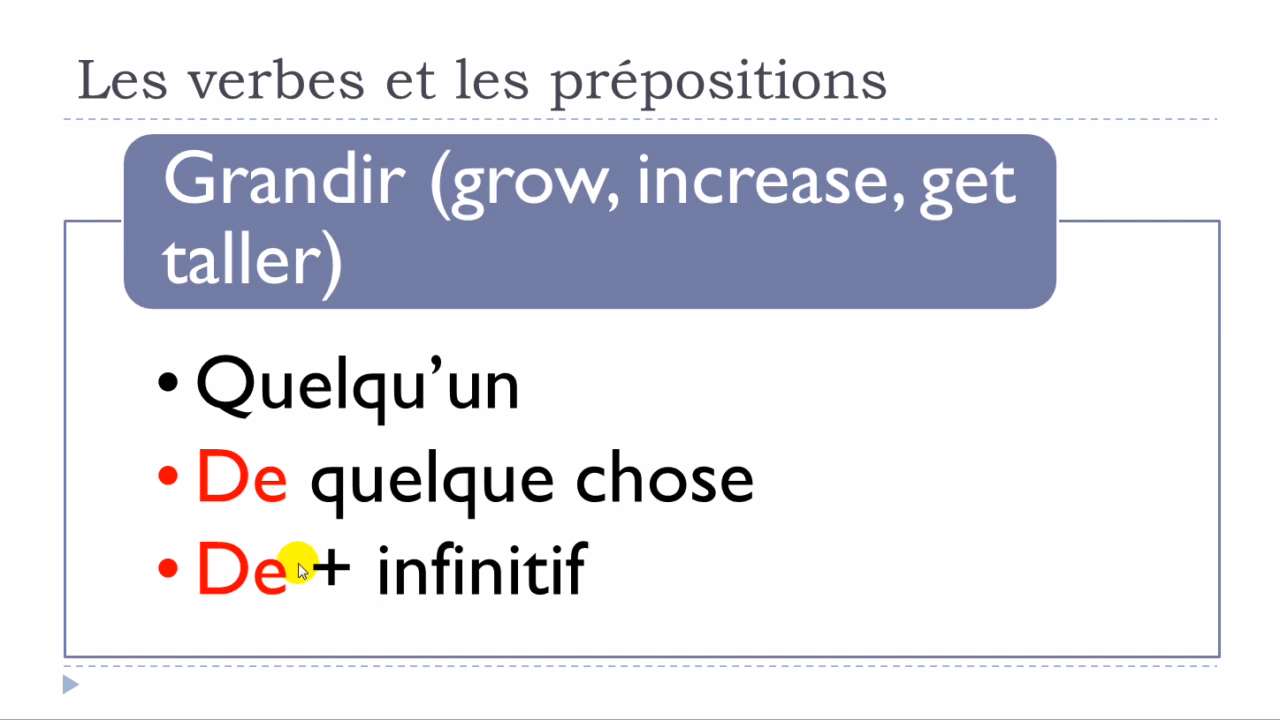 Les verbes et les prépositions
Grandir (grow, increase, get
taller)
• Quelqu’un
• De quelque chose
• De + infinitif